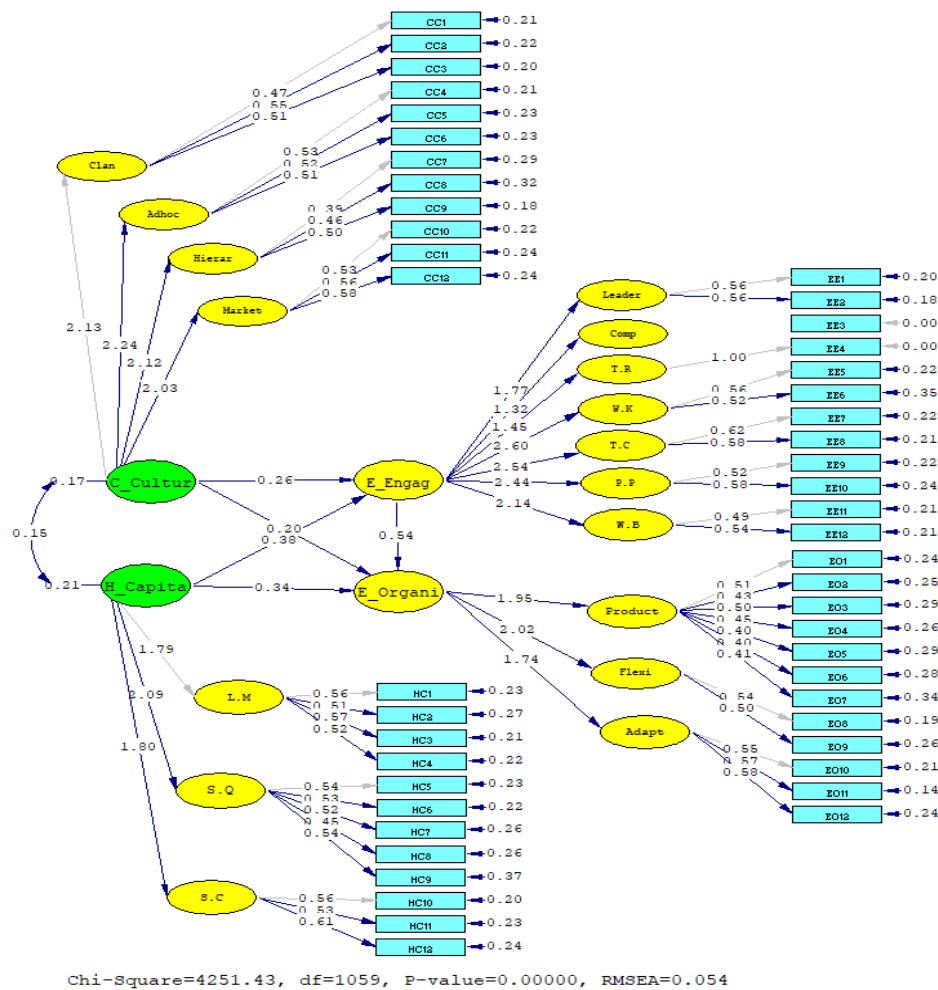 CC1 0.21
CC2 0.22
CC3 0.20
CC4 0.21
CC5 0.23
CC6 0.23
CC7 0.29
CC8 0.32
CC9 0.18
CC10 0.22
CC11 0.24
CC12 0.24
0.47
0.55
0.51
0.53
0.52
0.51
0.39
0.46
0.50
0.53
0.56
0.58
Clan
Adhoc
Hierar
Market
2.13
2.24
2.12
2.03
0.17
C_Cultur
0.15
0.21
H_Capita
0.26
0.20
0.38
0.34
E_Engag
0.54
E_Organi
1.77
1.32
1.45
2.60
2.54
2.44
2.14
Leader
Comp
T.R
W.K
T.C
P.P
W.B
0.56
0.56
1.00
0.56
0.52
0.62
0.58
0.52
0.58
0.49
0.54
EE1 0.20
EE2 0.18
EE3 0.00
EE4 0.00
EE5 0.22
EE6 0.35
EE7 0.22
EE8 0.21
EE9 0.22
EE10 0.24
EE11 0.21
EE12 0.21
1.95
2.02
1.74
Product
Flexi
Adapt
0.51
0.43
0.50
0.45
0.40
0.40
0.41
0.54
0.50
0.55
0.57
0.58
EO1 0.24
EO2 0.25
EO3 0.29
EO4 0.26
EO5 0.29
EO6 0.28
EO7 0.34
EO8 0.19
EO9 0.26
EO10 0.21
EO11 0.14
EO12 0.24
1.79
2.09
1.80
L.M
S.Q
S.C
0.56
0.51
0.57
0.52
0.54
0.53
0.52
0.45
0.54
0.56
0.53
0.61
HC1 0.23
HC2 0.27
HC3 0.21
HC4 0.22
HC5 0.23
HC6 0.22
HC7 0.26
HC8 0.26
HC9 0.37
HC10 0.20
HC11 0.23
HC12 0.24
Chi-Square=4251.43, df=1059, P-value=0.00000, RMSEA=0.054